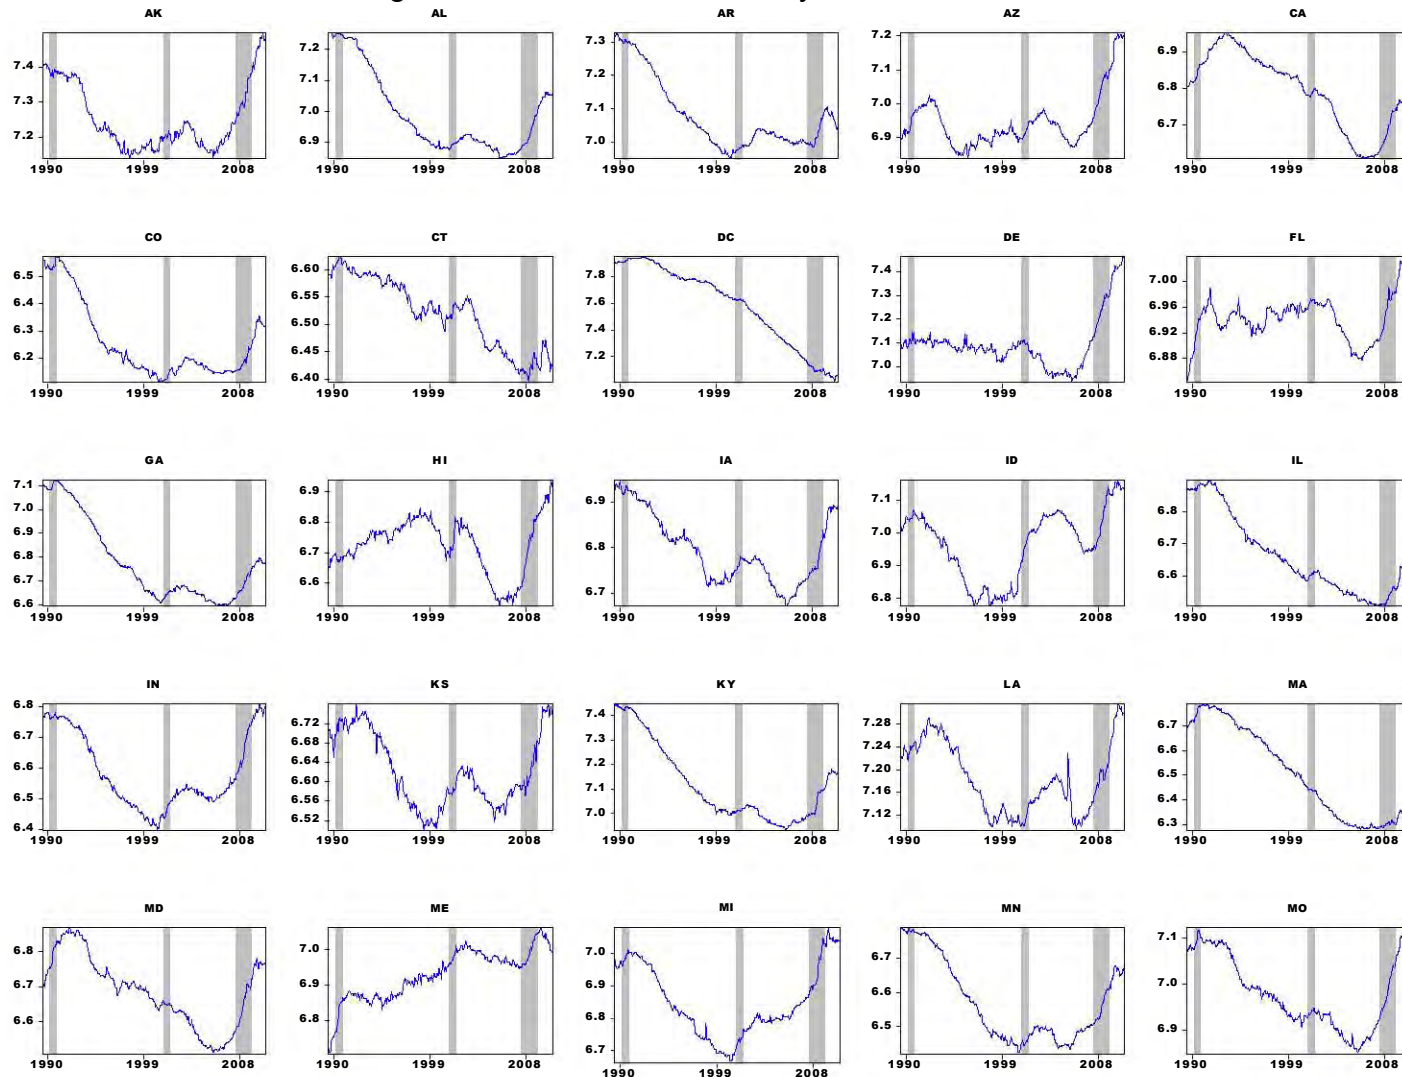 AK
7.4
7.3
7.2
1990 1999 2008
AL
7.2
7.1
7.0
6.9
1990 1999 2008
AR
7.3
7.2
7.1
7.0
1990 1999 2008
AZ
7.2
7.1
7.0
6.9
1990 1999 2008
CA
6.9
6.8
6.7
1990 1999 2008
CO
6.5
6.4
6.3
6.2
1990 1999 2008
CT
6.60
6.55
6.50
6.45
6.40
1990 1999 2008
DC
7.8
7.6
7.4
7.2
1990 1999 2008
DE
7.4
7.3
7.2
7.1
7.0
1990 1999 2008
FL
7.00
6.96
6.92
6.88
1990 1999 2008
GA
7.1
7.0
6.9
6.8
6.7
6.6
1990 1999 2008
HI
6.9
6.8
6.7
6.6
1990 1999 2008
IA
6.9
6.8
6.7
1990 1999 2008
ID
7.1
7.0
6.9
6.8
1990 1999 2008
IL
6.8
6.7
6.6
1990 1999 2008
IN
6.8
6.7
6.6
6.5
6.4
1990 1999 2008
KS
6.72
6.68
6.64
6.60
6.56
6.52
1990 1999 2008
KY
7.4
7.3
7.2
7.1
7.0
1990 1999 2008
LA
7.28
7.24
7.20
7.16
7.12
1990 1999 2008
MA
6.7
6.6
6.5
6.4
6.3
1990 1999 2008
MD
6.8
6.7
6.6
1990 1999 2008
ME
7.0
6.9
6.8
1990 1999 2008
MI
7.0
6.9
6.8
6.7
1990 1999 2008
MN
6.7
6.6
6.5
1990 1999 2008
MO
7.1
7.0
6.9
1990 1999 2008